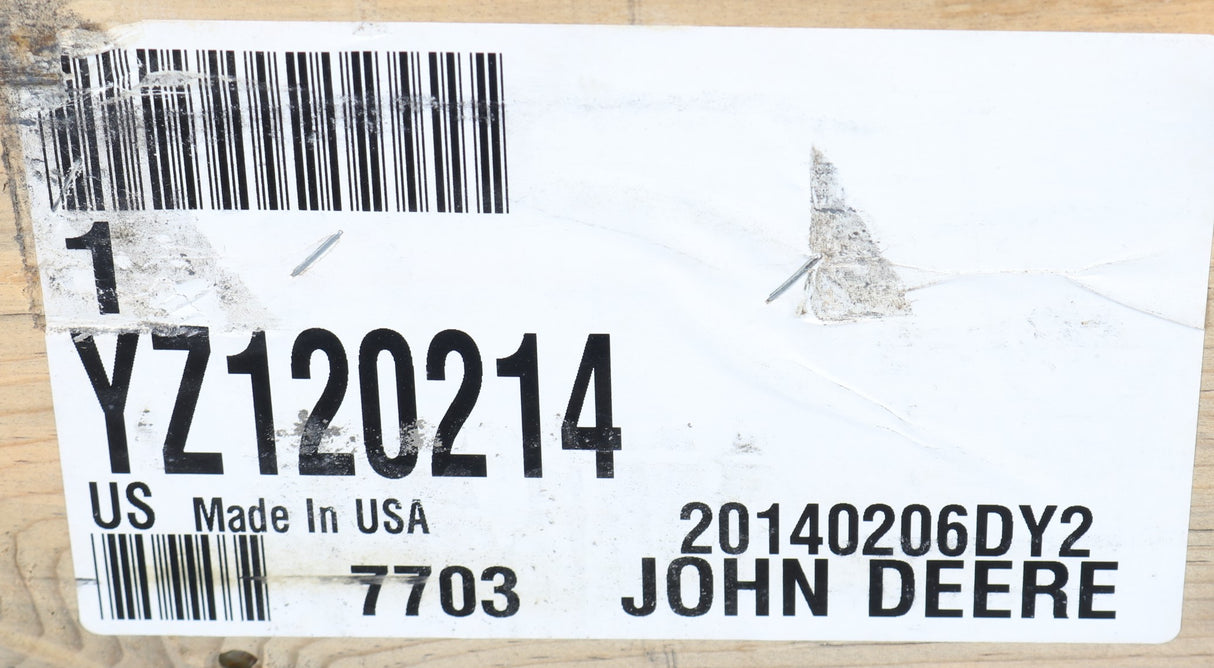 1
YZ120214
US Made In USA
20140206DY2
7703
JOHN DEERE